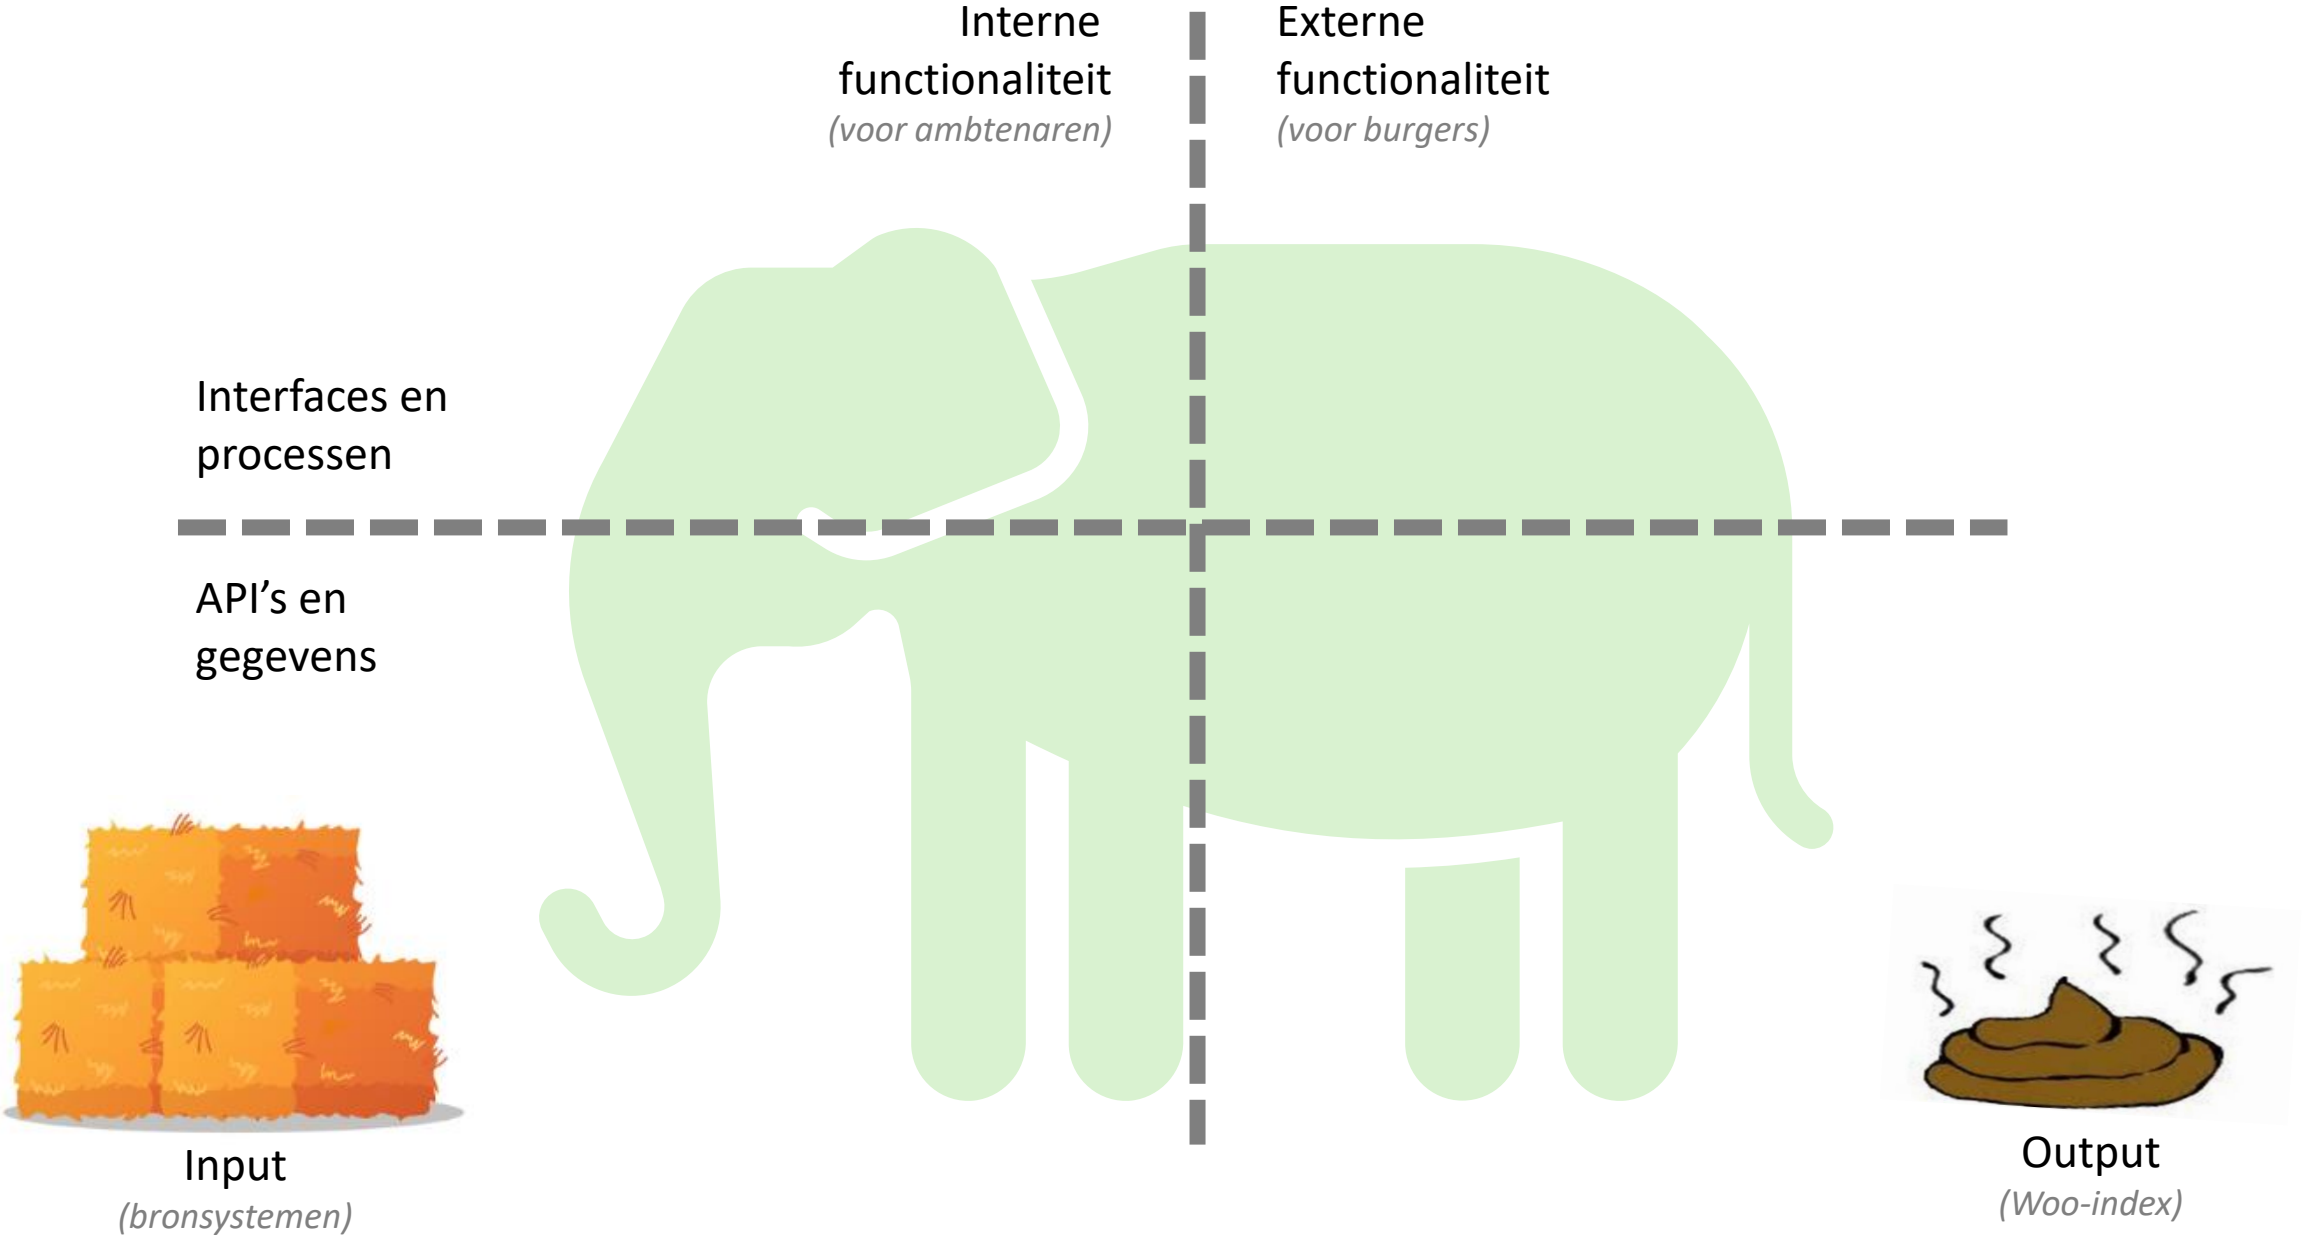 Interne
functionaliteit
(voor ambtenaren)
Externe
functionaliteit
(voor burgers)
Interfaces en
processen
API’s en
gegevens
Input
(bronsystemen)
Output
(Woo-index)